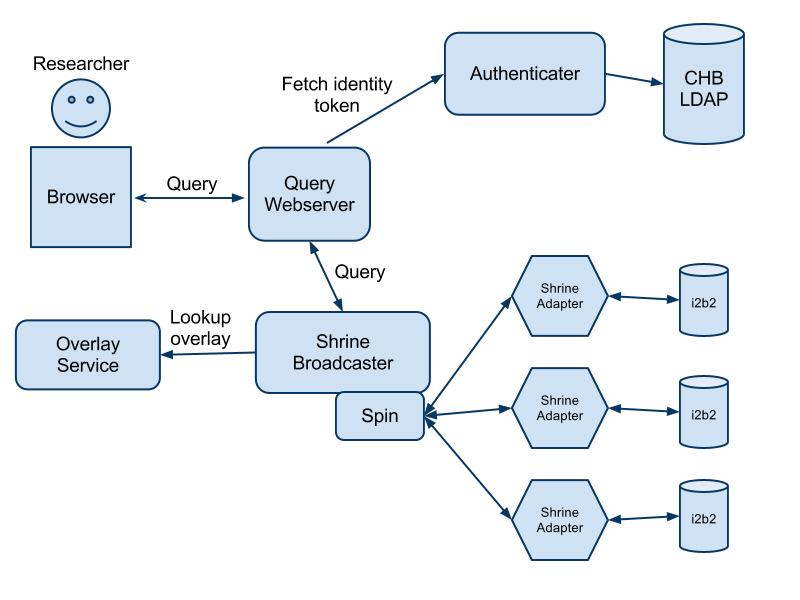 Researcher
Browser
Query
Query
Webserver
Fetch identity
token
Authenticater
CHB
LDAP
Query
Lookup
overlay
Overlay
Service
Shrine
Broadcaster
Spin
Shrine
Adapter
i2b2
Shrine
Adapter
i2b2
Shrine
Adapter
i2b2